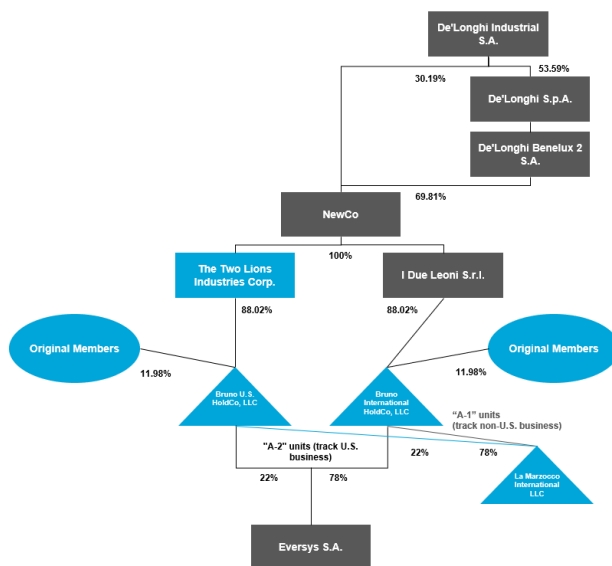 De'Longhi Industrial
S.A.
30.19%
53.59%
De'Longhi S.p.A.
De'Longhi Benelux 2
S.A.
69.81%
NewCo
100%
The Two Lions
Industries Corp.
I Due Leoni S.r.l.
88.02%
88.02%
Original Members
Original Members
11.98%
11.98%
Bruno U.S.
HoldCo, LLC
Bruno
International
HoldCo, LLC
“A-1” units
(track non-U.S. business)
"A-2" units (track U.S.
business)
22%
78%
22%
78%
La Marzocco
International
LLC
Eversys S.A.